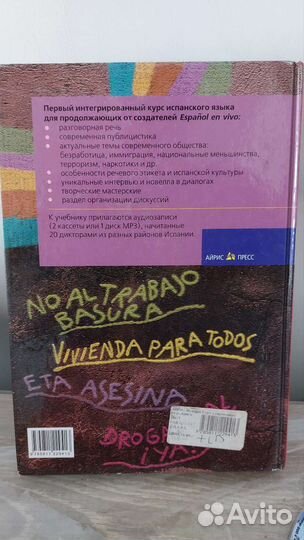 Первый интегрированный курс испанского языка
для продолжающих от создателей Español en vivo:
разговорная речь
современная публицистика
актуальные темы современного общества:
безработица, иммиграция, национальные меньшинства,
терроризм, наркотики и др.
особенности речевого этикета и испанской культуры
уникальные интервью и новелла в диалогах
творческие мастерские
раздел организации дискуссий
К учебнику прилагаются аудиозаписи
(2 кассеты или 1 диск MP3), начитанные
20 дикторами из разных районов Испании.
АЙРИС ПРЕСС
NO AL TRABAJO
BASURA
VIVIENDA PARA TODOS
ETA ASESINA
DROGA
¡YA!
Avito